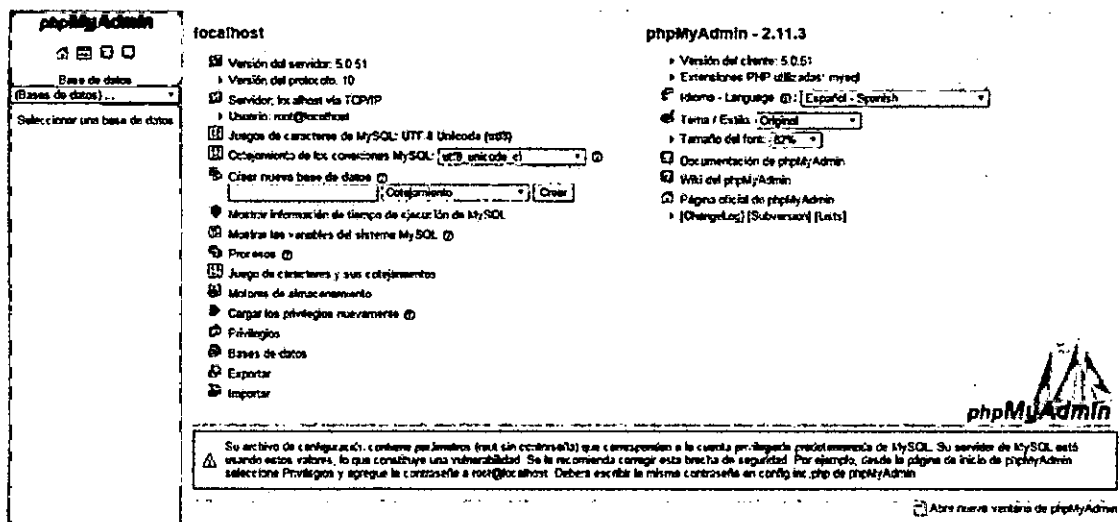 phpMyAdmin
Base de datos
(Bases de datos) ...
Seleccionar una base de datos
localhost
Versión del servidor: 5.0.51
Versión del protocolo: 10
Servidor: localhost via TCP/IP
Usuario: root@localhost
Juegos de caracteres de MySQL: UTF-8 Unicode (utf8)
Cotejamiento de las conexiones MySQL: utf8_unicode_ci
Crear nueva base de datos
Cotejamiento Crear
Mostrar información de tiempo de ejecución de MySQL
Mostrar las variables del sistema MySQL
Procesos
Juego de caracteres y sus cotejamientos
Motores de almacenamiento
Cargar los privilegios nuevamente
Privilegios
Bases de datos
Exportar
Importar
phpMyAdmin - 2.11.3
Versión del cliente: 5.0.51
Extensiones PHP utilizadas: mysql
Idioma - Language : Español - Spanish
Tema / Estilo: Original
Tamaño del font: 82%
Documentación de phpMyAdmin
Wiki del phpMyAdmin
Página oficial de phpMyAdmin
[ChangeLog] [Subversion] [Lists]
phpMyAdmin
Su archivo de configuración contiene parámetros (root sin contraseña) que corresponden a la cuenta privilegiada predeterminada de MySQL. Su servidor de MySQL está
usando estos valores, lo que constituye una vulnerabilidad. Se le recomienda corregir esta brecha de seguridad. Por ejemplo, desde la página de inicio de phpMyAdmin
seleccione Privilegios y agregue la contraseña a root@localhost. Deberá escribir la misma contraseña en config.inc.php de phpMyAdmin
Abrir nueva ventana de phpMyAdmin